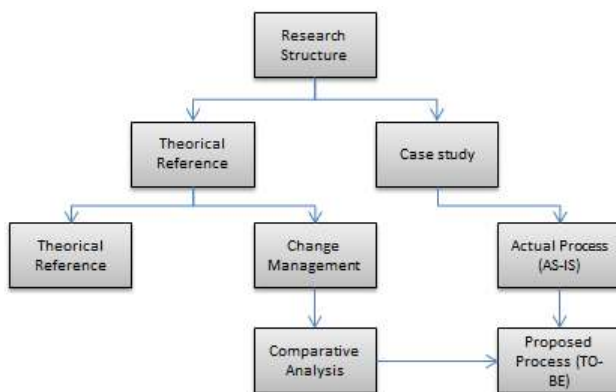 Research
Structure
Theorical
Reference
Case study
Theorical
Reference
Change
Management
Actual Process
(AS-IS)
Comparative
Analysis
Proposed
Process (TO-
BE)